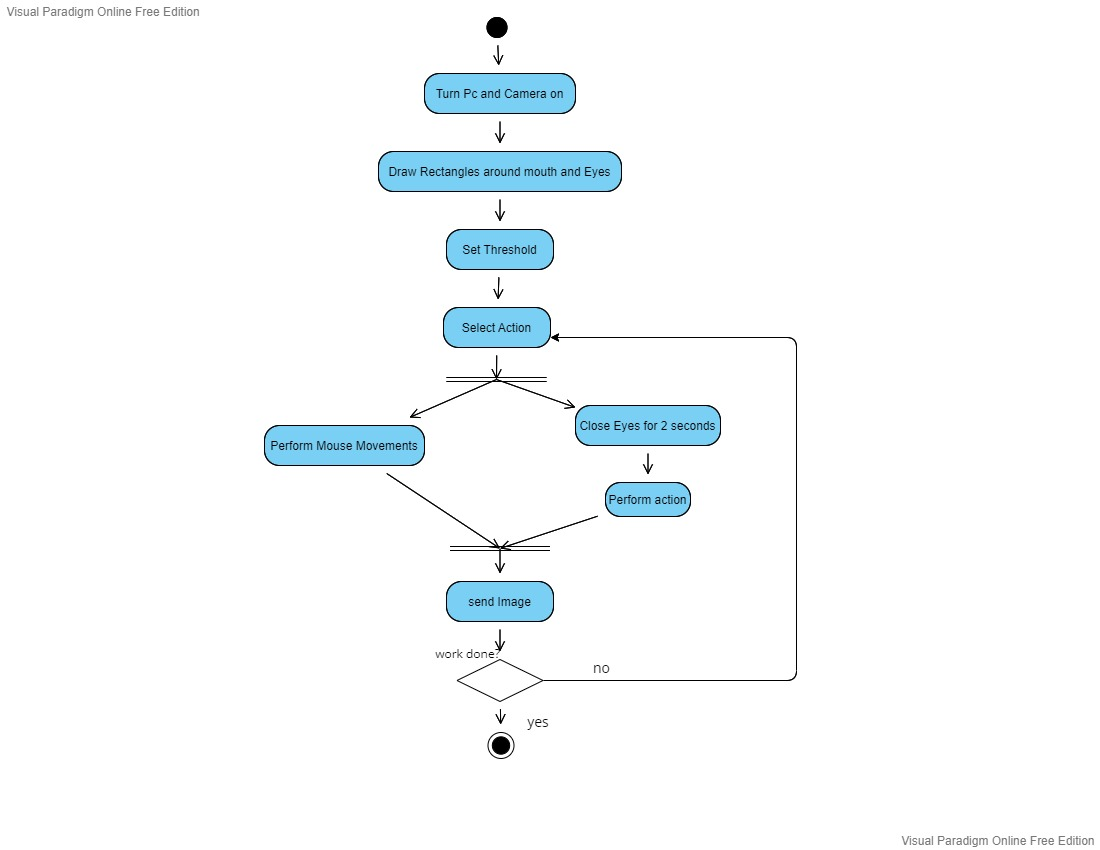 Visual Paradigm Online Free Edition
Turn Pc and Camera on
Draw Rectangles around mouth and Eyes
Set Threshold
Select Action
Close Eyes for 2 seconds
Perform Mouse Movements
Perform action
send Image
work done?
no
yes
Visual Paradigm Online Free Edition